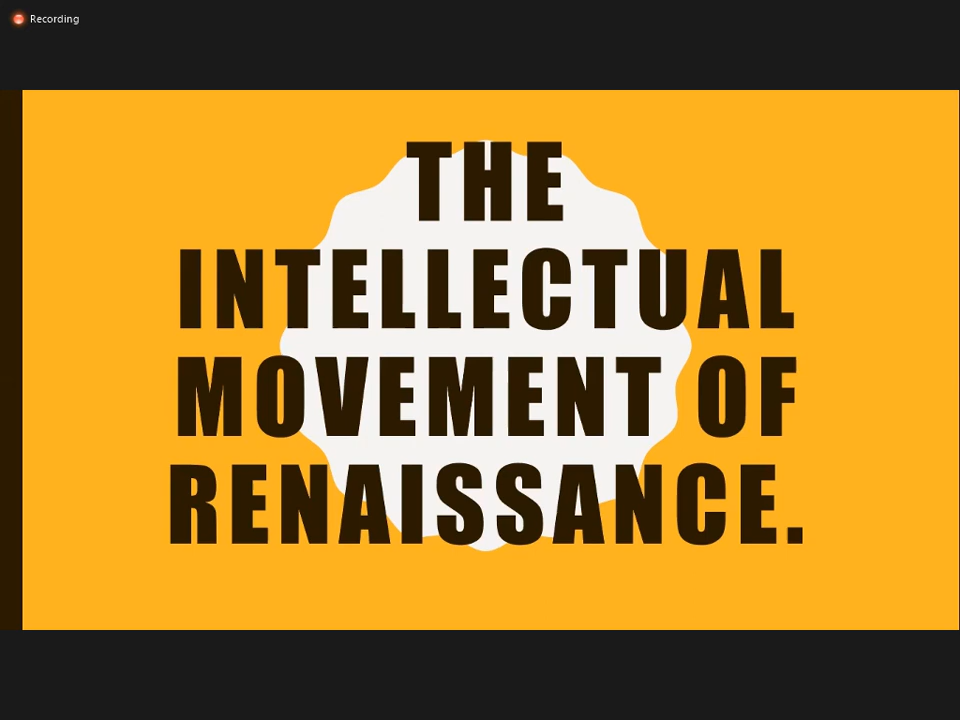 Recording
THE
INTELLECTUAL
MOVEMENT OF
RENAISSANCE.